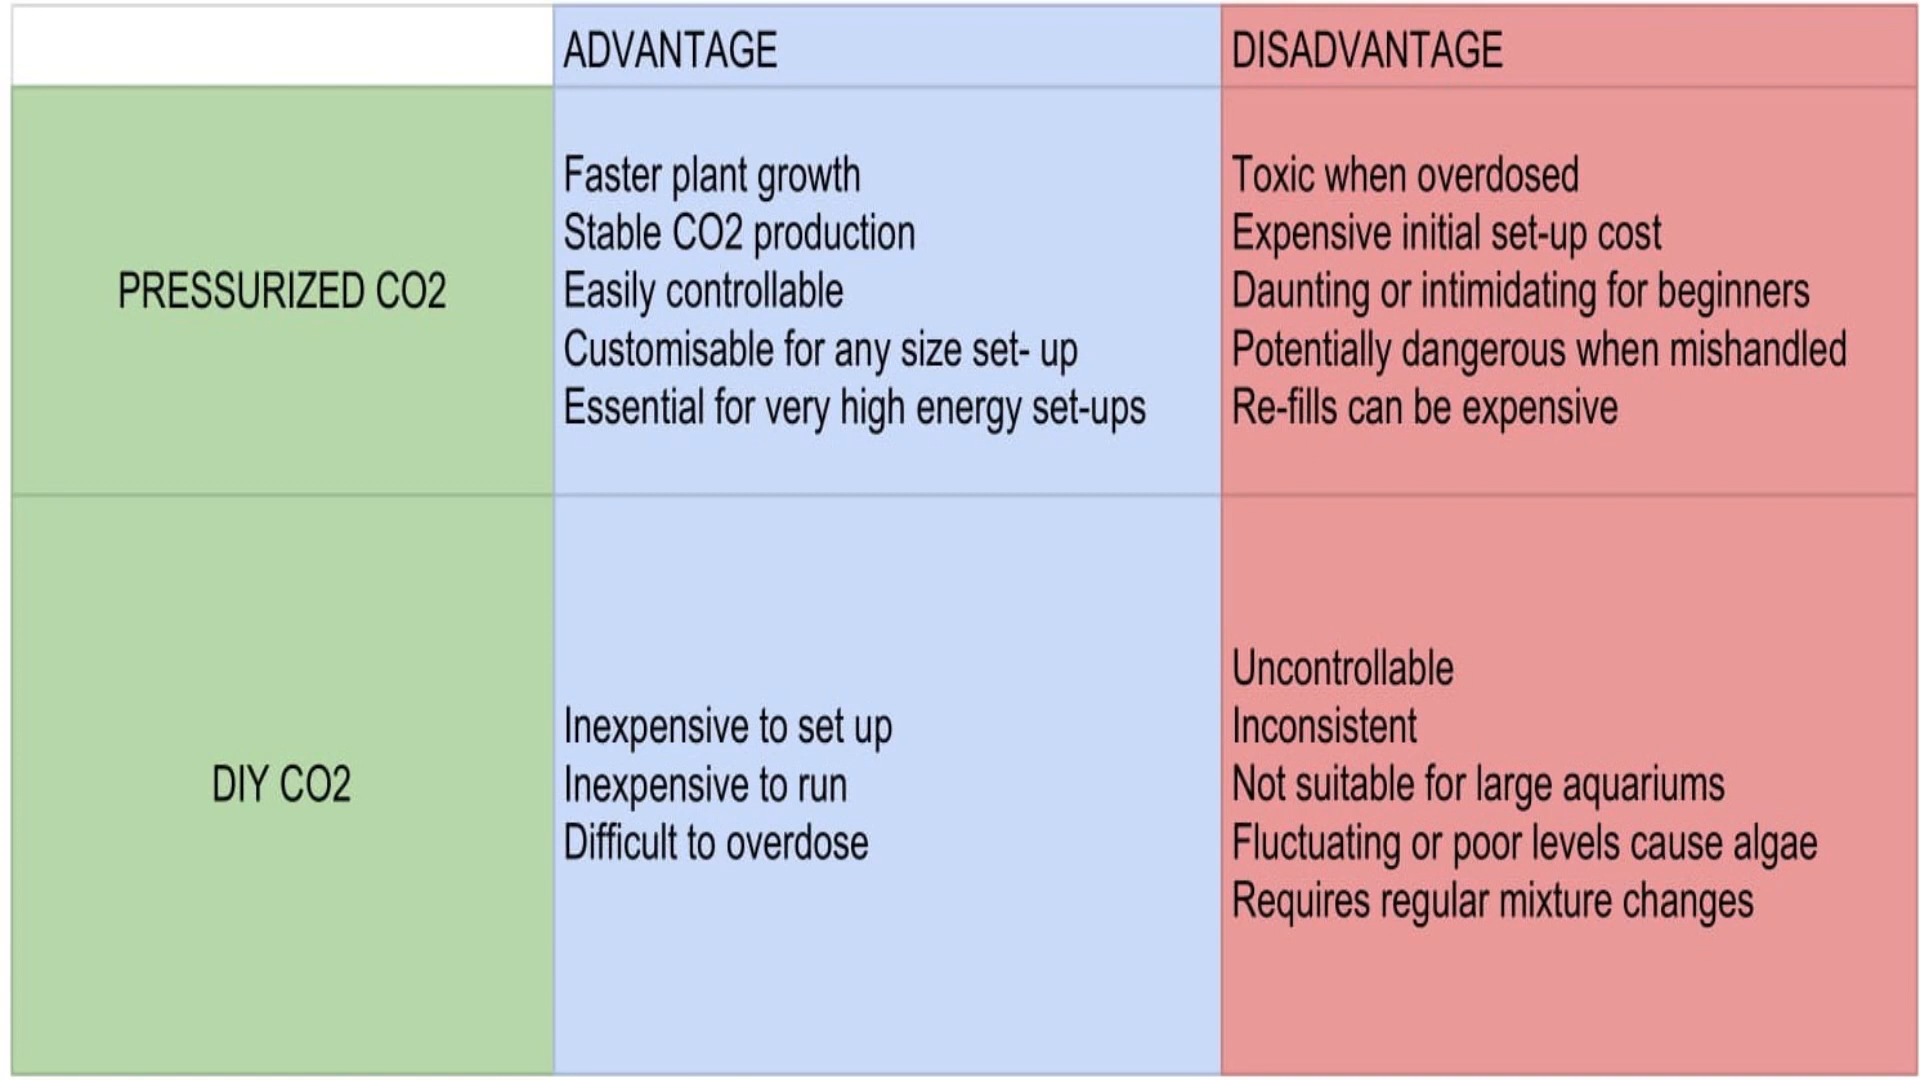 ADVANTAGE
DISADVANTAGE
PRESSURIZED CO2
Faster plant growth
Stable CO2 production
Easily controllable
Customisable for any size set- up
Essential for very high energy set-ups
Toxic when overdosed
Expensive initial set-up cost
Daunting or intimidating for beginners
Potentially dangerous when mishandled
Re-fills can be expensive
DIY CO2
Inexpensive to set up
Inexpensive to run
Difficult to overdose
Uncontrollable
Inconsistent
Not suitable for large aquariums
Fluctuating or poor levels cause algae
Requires regular mixture changes